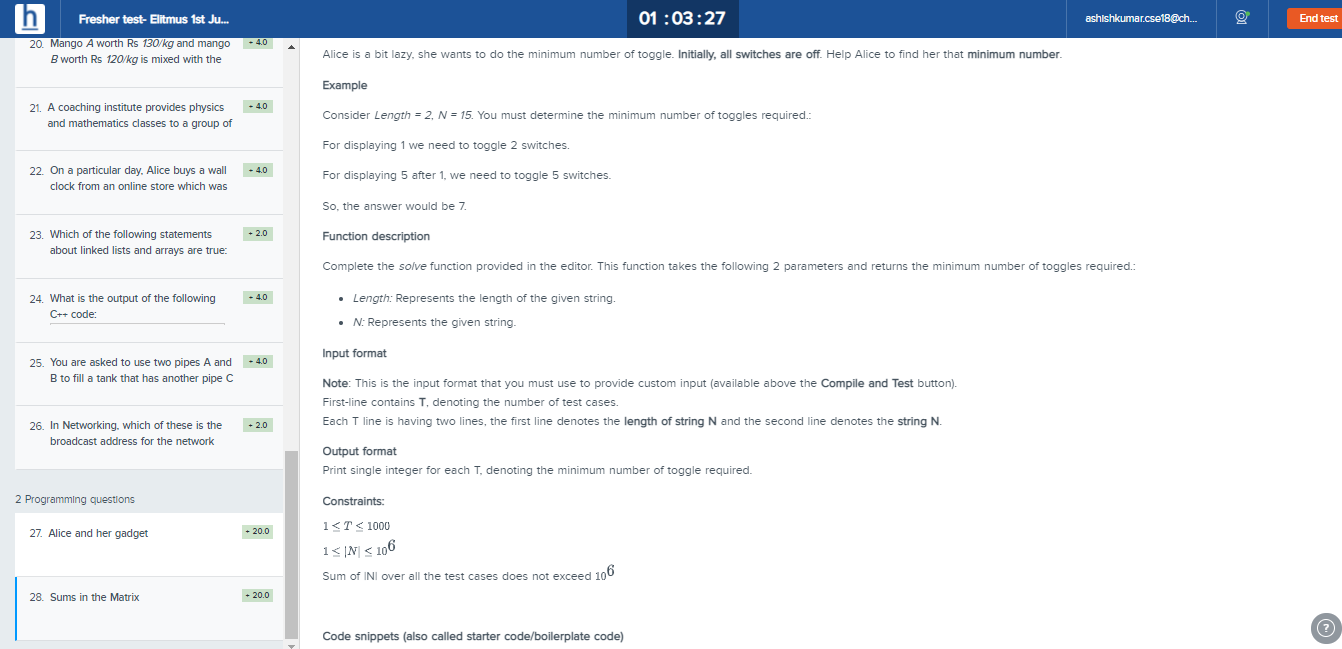 h
Fresher test- Elitmus 1st Ju...
01 : 03 : 27
ashishkumar.cse18@ch...
End test
20. Mango A worth Rs 130/kg and mango
B worth Rs 120/kg is mixed with the
+ 4.0
21. A coaching institute provides physics
and mathematics classes to a group of
+ 4.0
22. On a particular day, Alice buys a wall
clock from an online store which was
+ 4.0
23. Which of the following statements
about linked lists and arrays are true:
+ 2.0
24. What is the output of the following
C++ code:
+ 4.0
25. You are asked to use two pipes A and
B to fill a tank that has another pipe C
+ 4.0
26. In Networking, which of these is the
broadcast address for the network
+ 2.0
2 Programming questions
27. Alice and her gadget
+ 20.0
28. Sums in the Matrix
+ 20.0
Alice is a bit lazy, she wants to do the minimum number of toggle. Initially, all switches are off. Help Alice to find her that minimum number.
Example
Consider Length = 2, N = 15. You must determine the minimum number of toggles required.:
For displaying 1 we need to toggle 2 switches.
For displaying 5 after 1, we need to toggle 5 switches.
So, the answer would be 7.
Function description
Complete the solve function provided in the editor. This function takes the following 2 parameters and returns the minimum number of toggles required.:
• Length: Represents the length of the given string.
• N: Represents the given string.
Input format
Note: This is the input format that you must use to provide custom input (available above the Compile and Test button).
First-line contains T, denoting the number of test cases.
Each T line is having two lines, the first line denotes the length of string N and the second line denotes the string N.
Output format
Print single integer for each T, denoting the minimum number of toggle required.
Constraints:
1 ≤ T ≤ 1000
1 ≤ |N| ≤ 10^6
Sum of |N| over all the test cases does not exceed 10^6
Code snippets (also called starter code/boilerplate code)
?